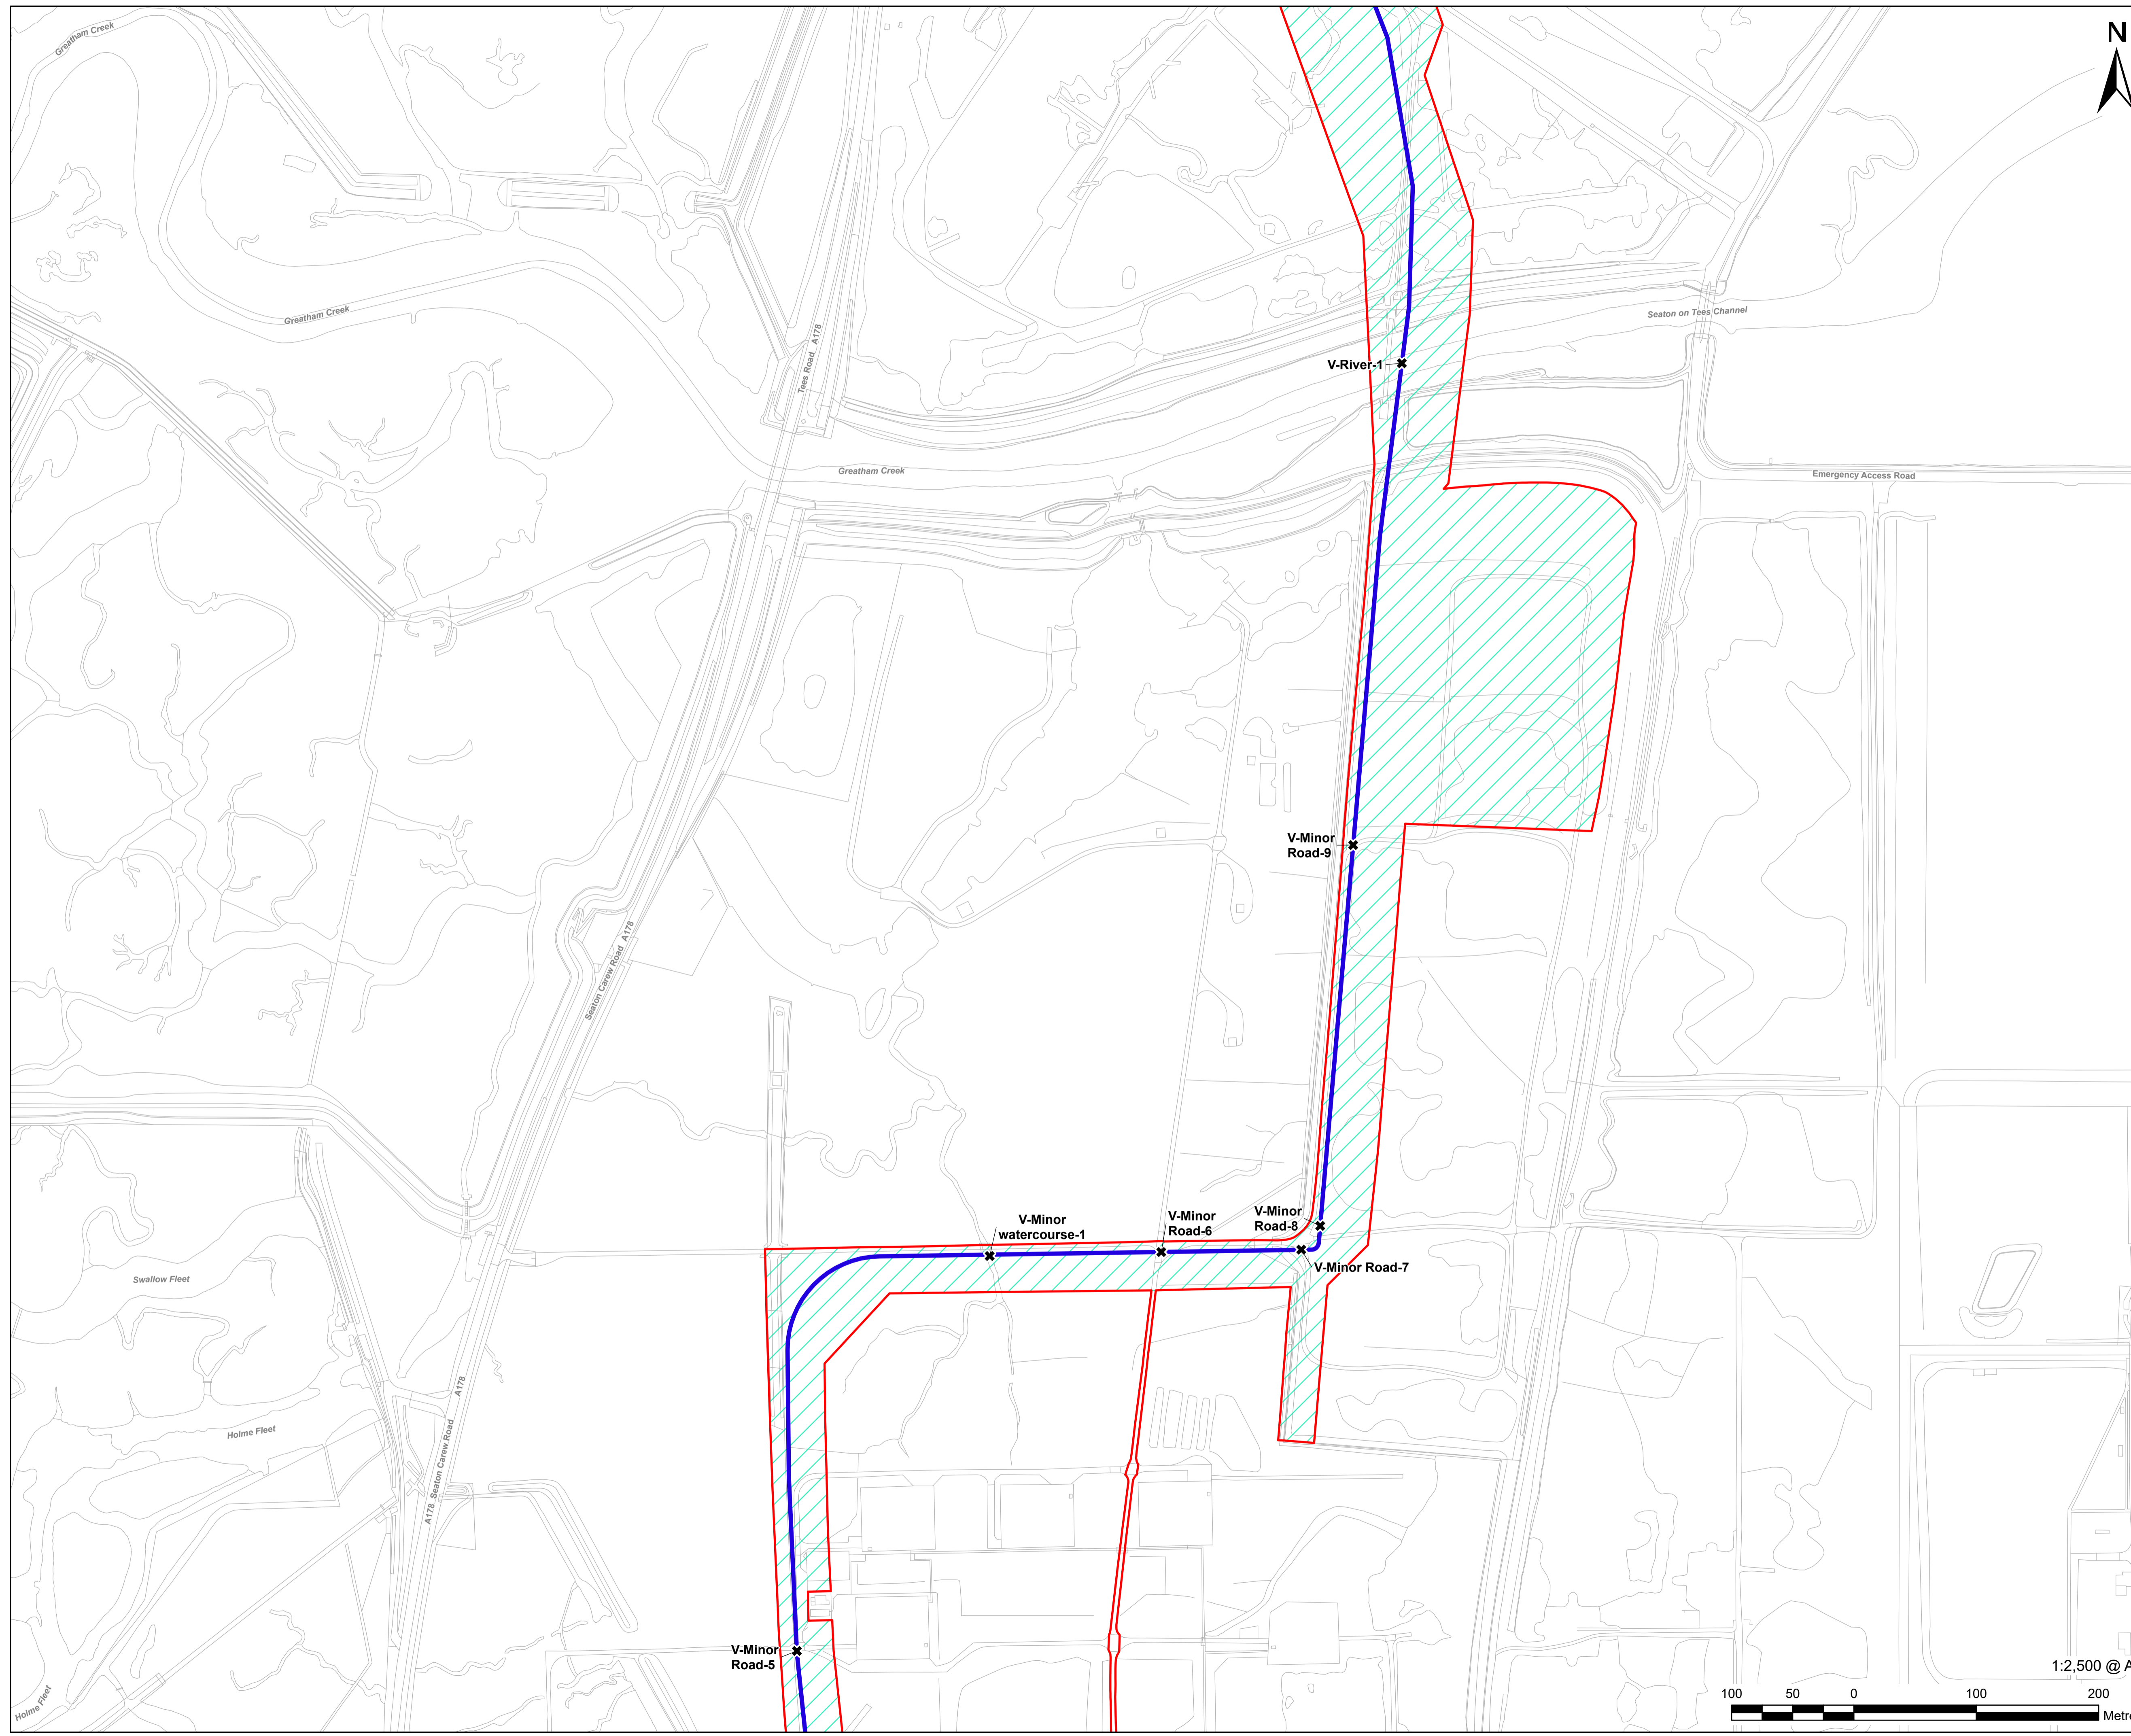 Greatham Creek
N
Greatham Creek
Tees Road A178
Seaton on Tees Channel
V-River-1
Greatham Creek
Emergency Access Road
V-Minor
Road-9
Seaton Carew Road A178
V-Minor
watercourse-1
V-Minor
Road-6
V-Minor
Road-8
V-Minor Road-7
Swallow Fleet
A178
Holme Fleet
A178 Seaton Carew Road
V-Minor
Road-5
Holme Fleet
1:2,500 @ A
100 50 0 100 200
Metre